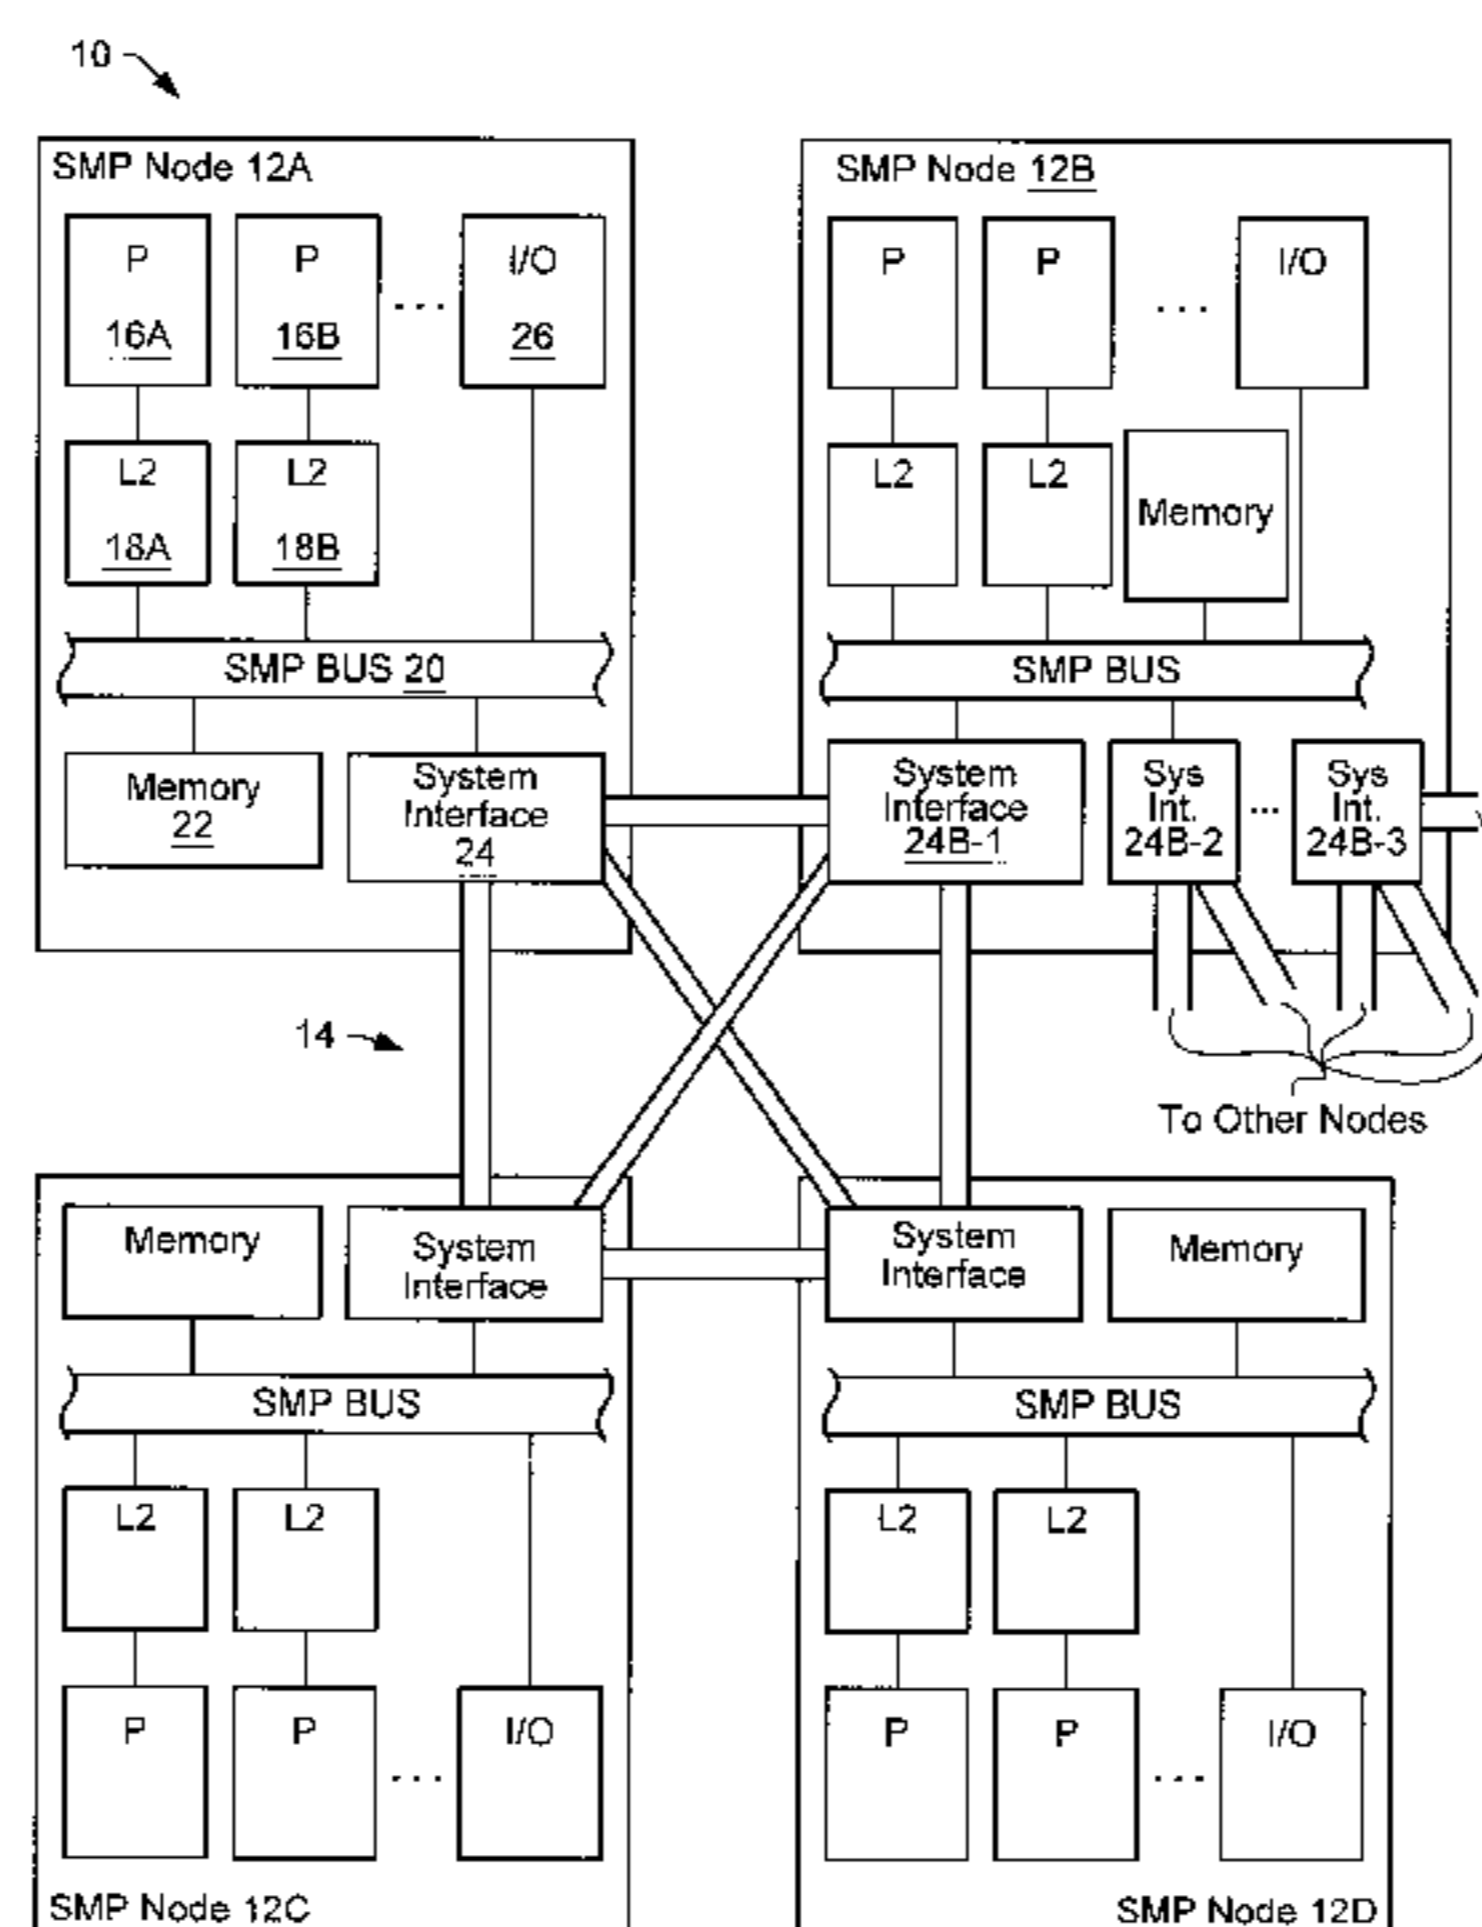 10
SMP Node 12A
P
16A
P
16B
...
I/O
26
L2
18A
L2
18B
SMP BUS 20
Memory
22
System
Interface
24
SMP Node 12B
P
P
...
I/O
L2
L2
Memory
SMP BUS
System
Interface
24B-1
Sys
Int.
24B-2
...
Sys
Int.
24B-3
14
To Other Nodes
Memory
System
Interface
SMP BUS
L2
L2
P
P
...
I/O
SMP Node 12C
System
Interface
Memory
SMP BUS
L2
L2
P
P
...
I/O
SMP Node 12D